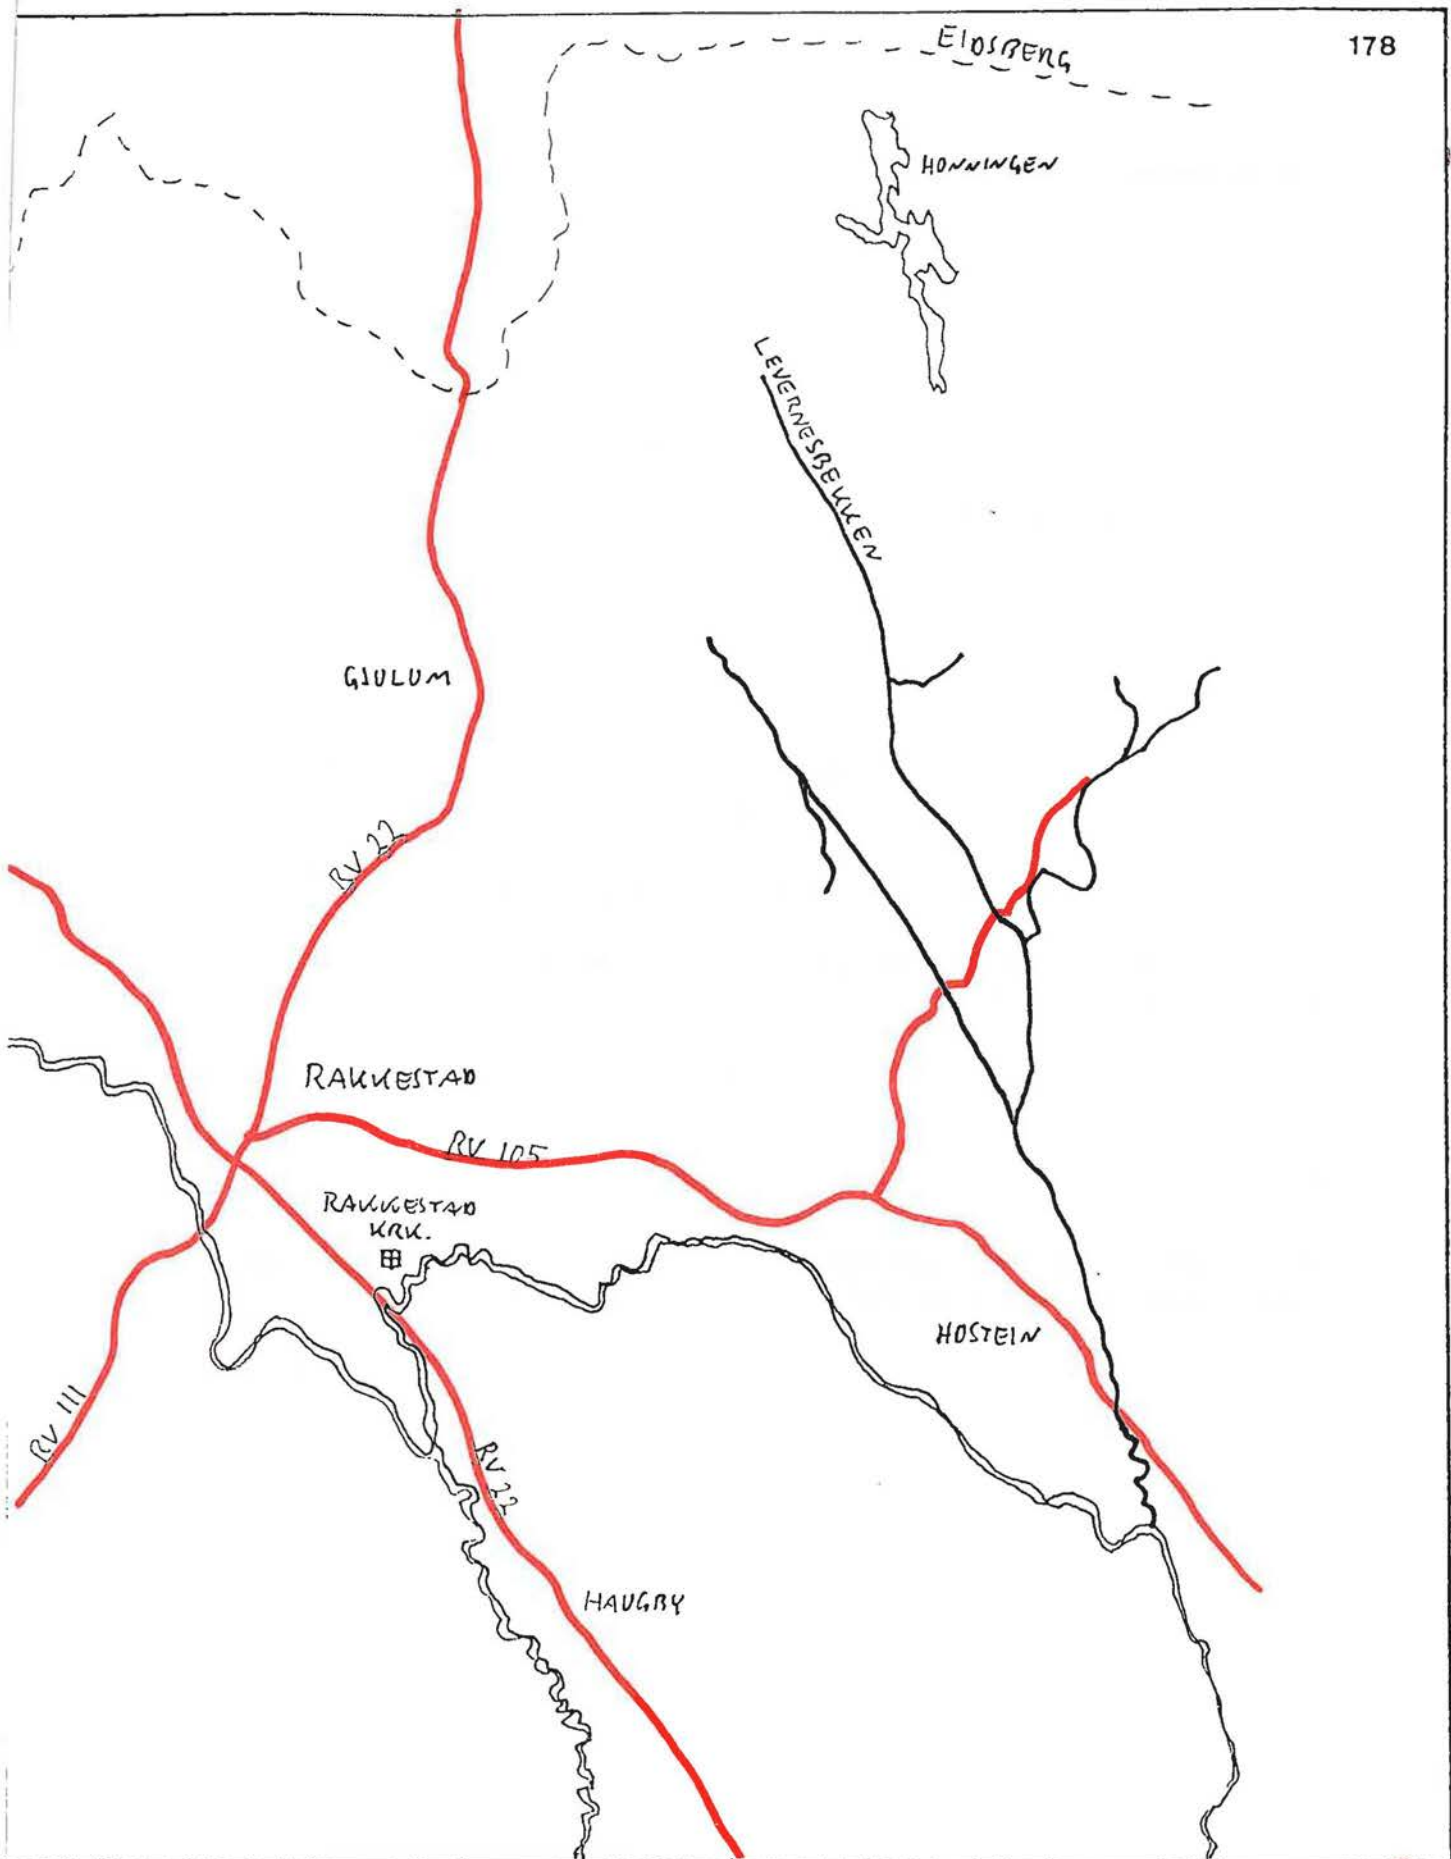 178
EIDSBERG
HONNINGEN
LEVERNESBEKKEN
GJULUM
RV 22
RAKKESTAD
RV 105
RAKKESTAD
KRK.
HOSTEIN
RV 111
RV 22
HAUGBY